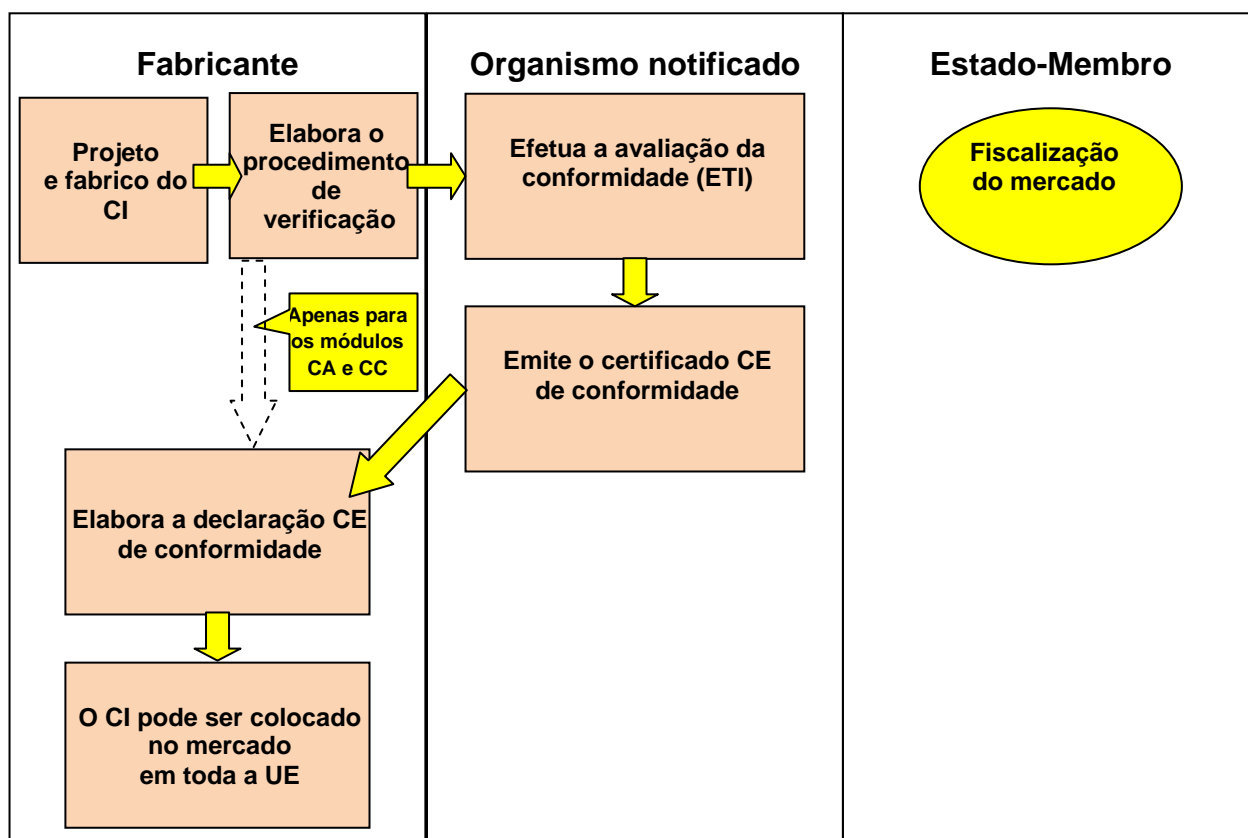 Fabricante
Organismo notificado
Estado-Membro
Projeto
e fabrico do
CI
Elabora o
procedimento
de
verificação
Efetua a avaliação da
conformidade (ETI)
Fiscalização
do mercado
Apenas para
os módulos
CA e CC
Emite o certificado CE
de conformidade
Elabora a declaração CE
de conformidade
O CI pode ser colocado
no mercado
em toda a UE